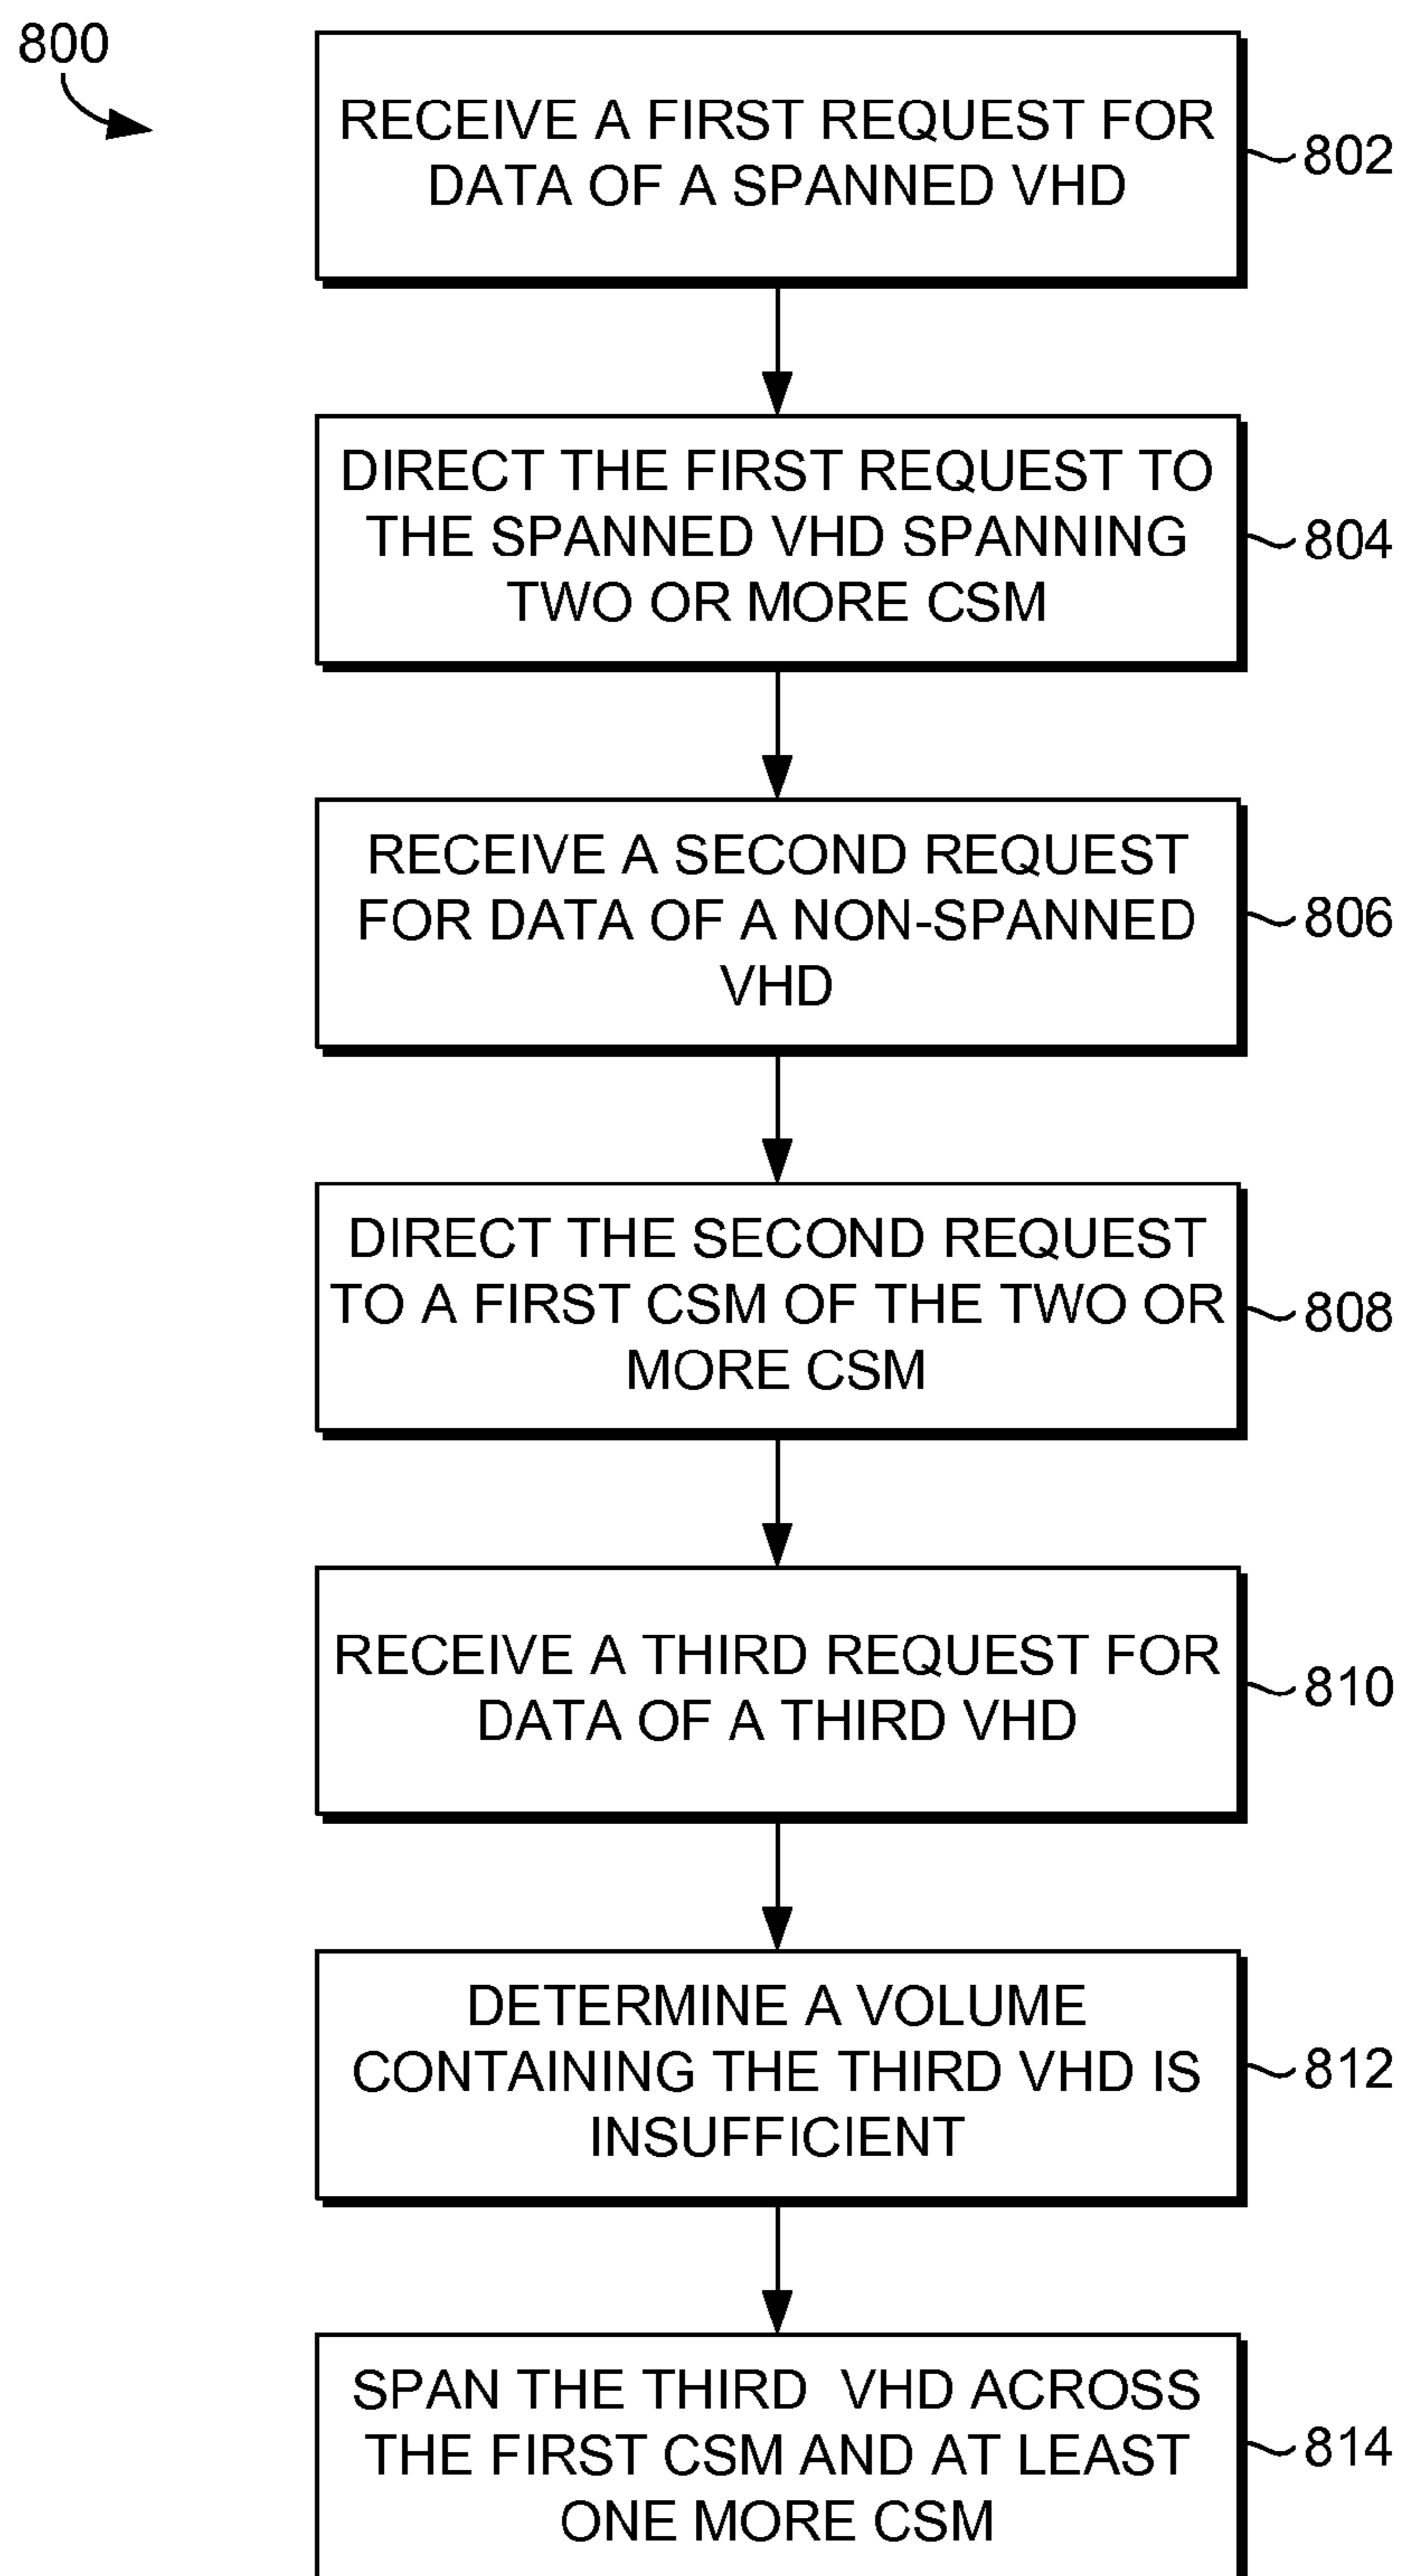 800
RECEIVE A FIRST REQUEST FOR
DATA OF A SPANNED VHD
802
DIRECT THE FIRST REQUEST TO
THE SPANNED VHD SPANNING
TWO OR MORE CSM
804
RECEIVE A SECOND REQUEST
FOR DATA OF A NON-SPANNED
VHD
806
DIRECT THE SECOND REQUEST
TO A FIRST CSM OF THE TWO OR
MORE CSM
808
RECEIVE A THIRD REQUEST FOR
DATA OF A THIRD VHD
810
DETERMINE A VOLUME
CONTAINING THE THIRD VHD IS
INSUFFICIENT
812
SPAN THE THIRD VHD ACROSS
THE FIRST CSM AND AT LEAST
ONE MORE CSM
814